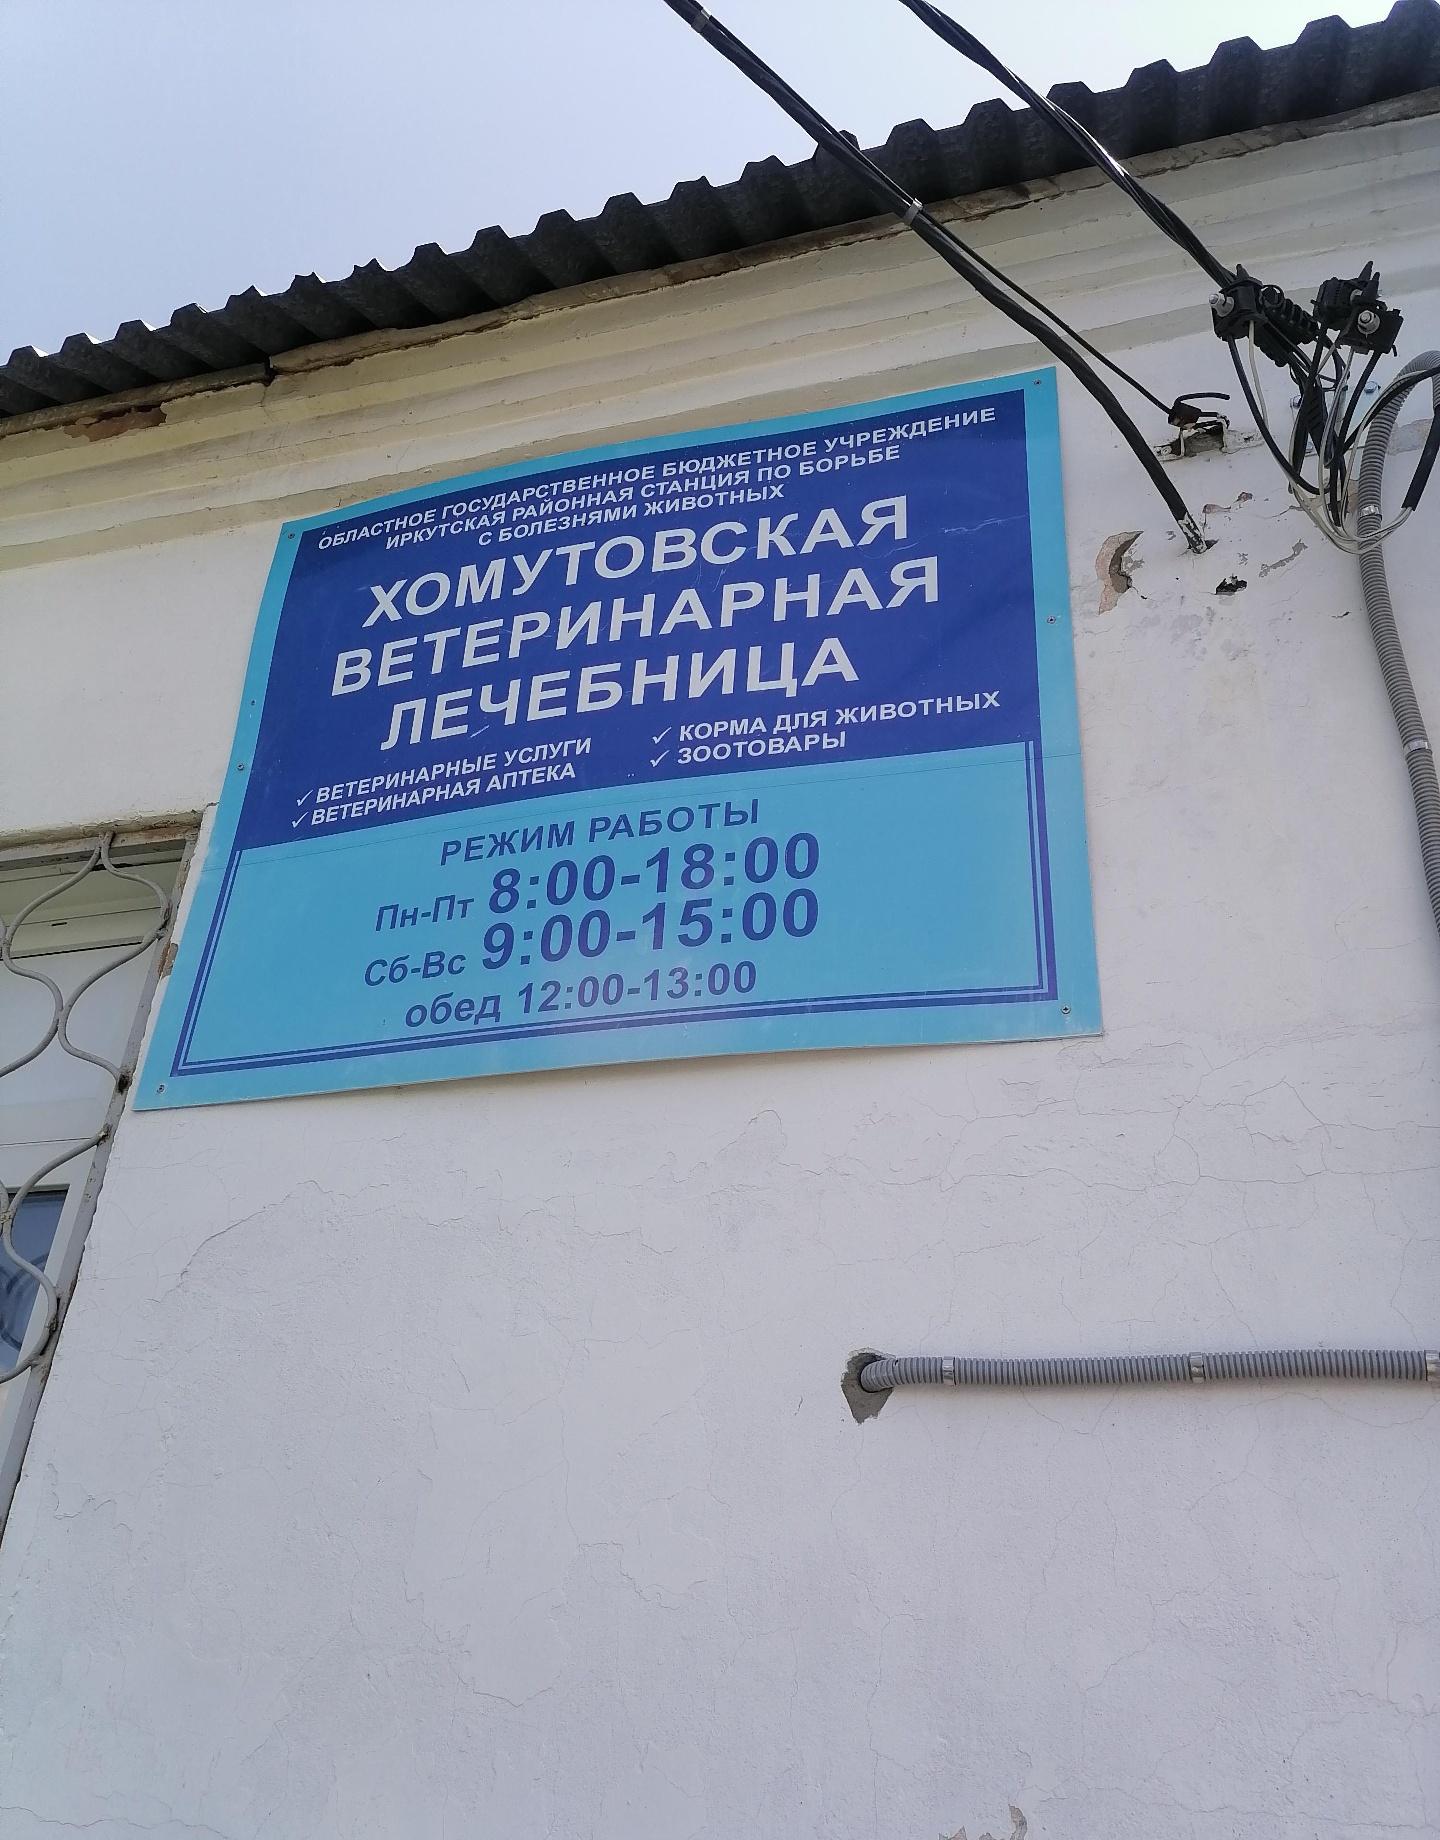 ОБЛАСТНОЕ ГОСУДАРСТВЕННОЕ БЮДЖЕТНОЕ УЧРЕЖДЕНИЕ
ИРКУТСКАЯ РАЙОННАЯ СТАНЦИЯ ПО БОРЬБЕ
С БОЛЕЗНЯМИ ЖИВОТНЫХ
ХОМУТОВСКАЯ
ВЕТЕРИНАРНАЯ
ЛЕЧЕБНИЦА
✓ ВЕТЕРИНАРНЫЕ УСЛУГИ
✓ ВЕТЕРИНАРНАЯ АПТЕКА
✓ КОРМА ДЛЯ ЖИВОТНЫХ
✓ ЗООТОВАРЫ
РЕЖИМ РАБОТЫ
Пн-Пт 8:00-18:00
Сб-Вс 9:00-15:00
обед 12:00-13:00